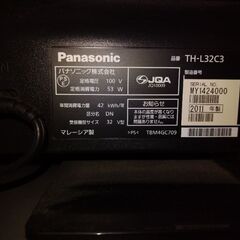 Panasonic
品番 TH-L32C3
パナソニック株式会社
定格電圧 100 V
定格消費電力 53 W
JQA
製造番号
SERIAL NO.
MY1424000
2011 年製
年間消費電力量 42 kWh/年
区分名 DN
受信機型サイズ 32 V型
お知らせ
マレーシア製
TBM4GC709